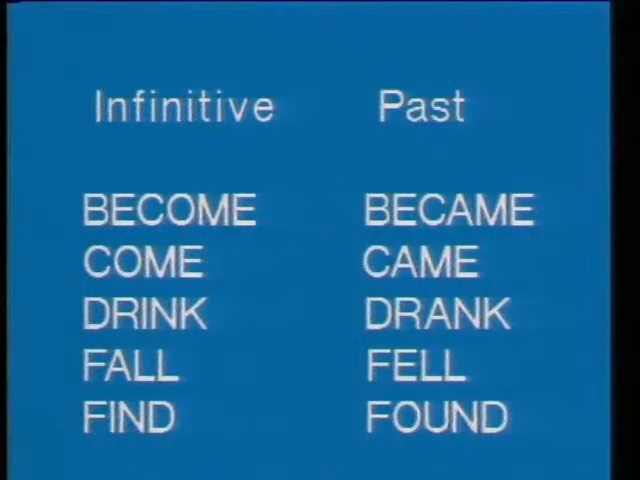 Infinitive Past
BECOME BECAME
COME CAME
DRINK DRANK
FALL FELL
FIND FOUND